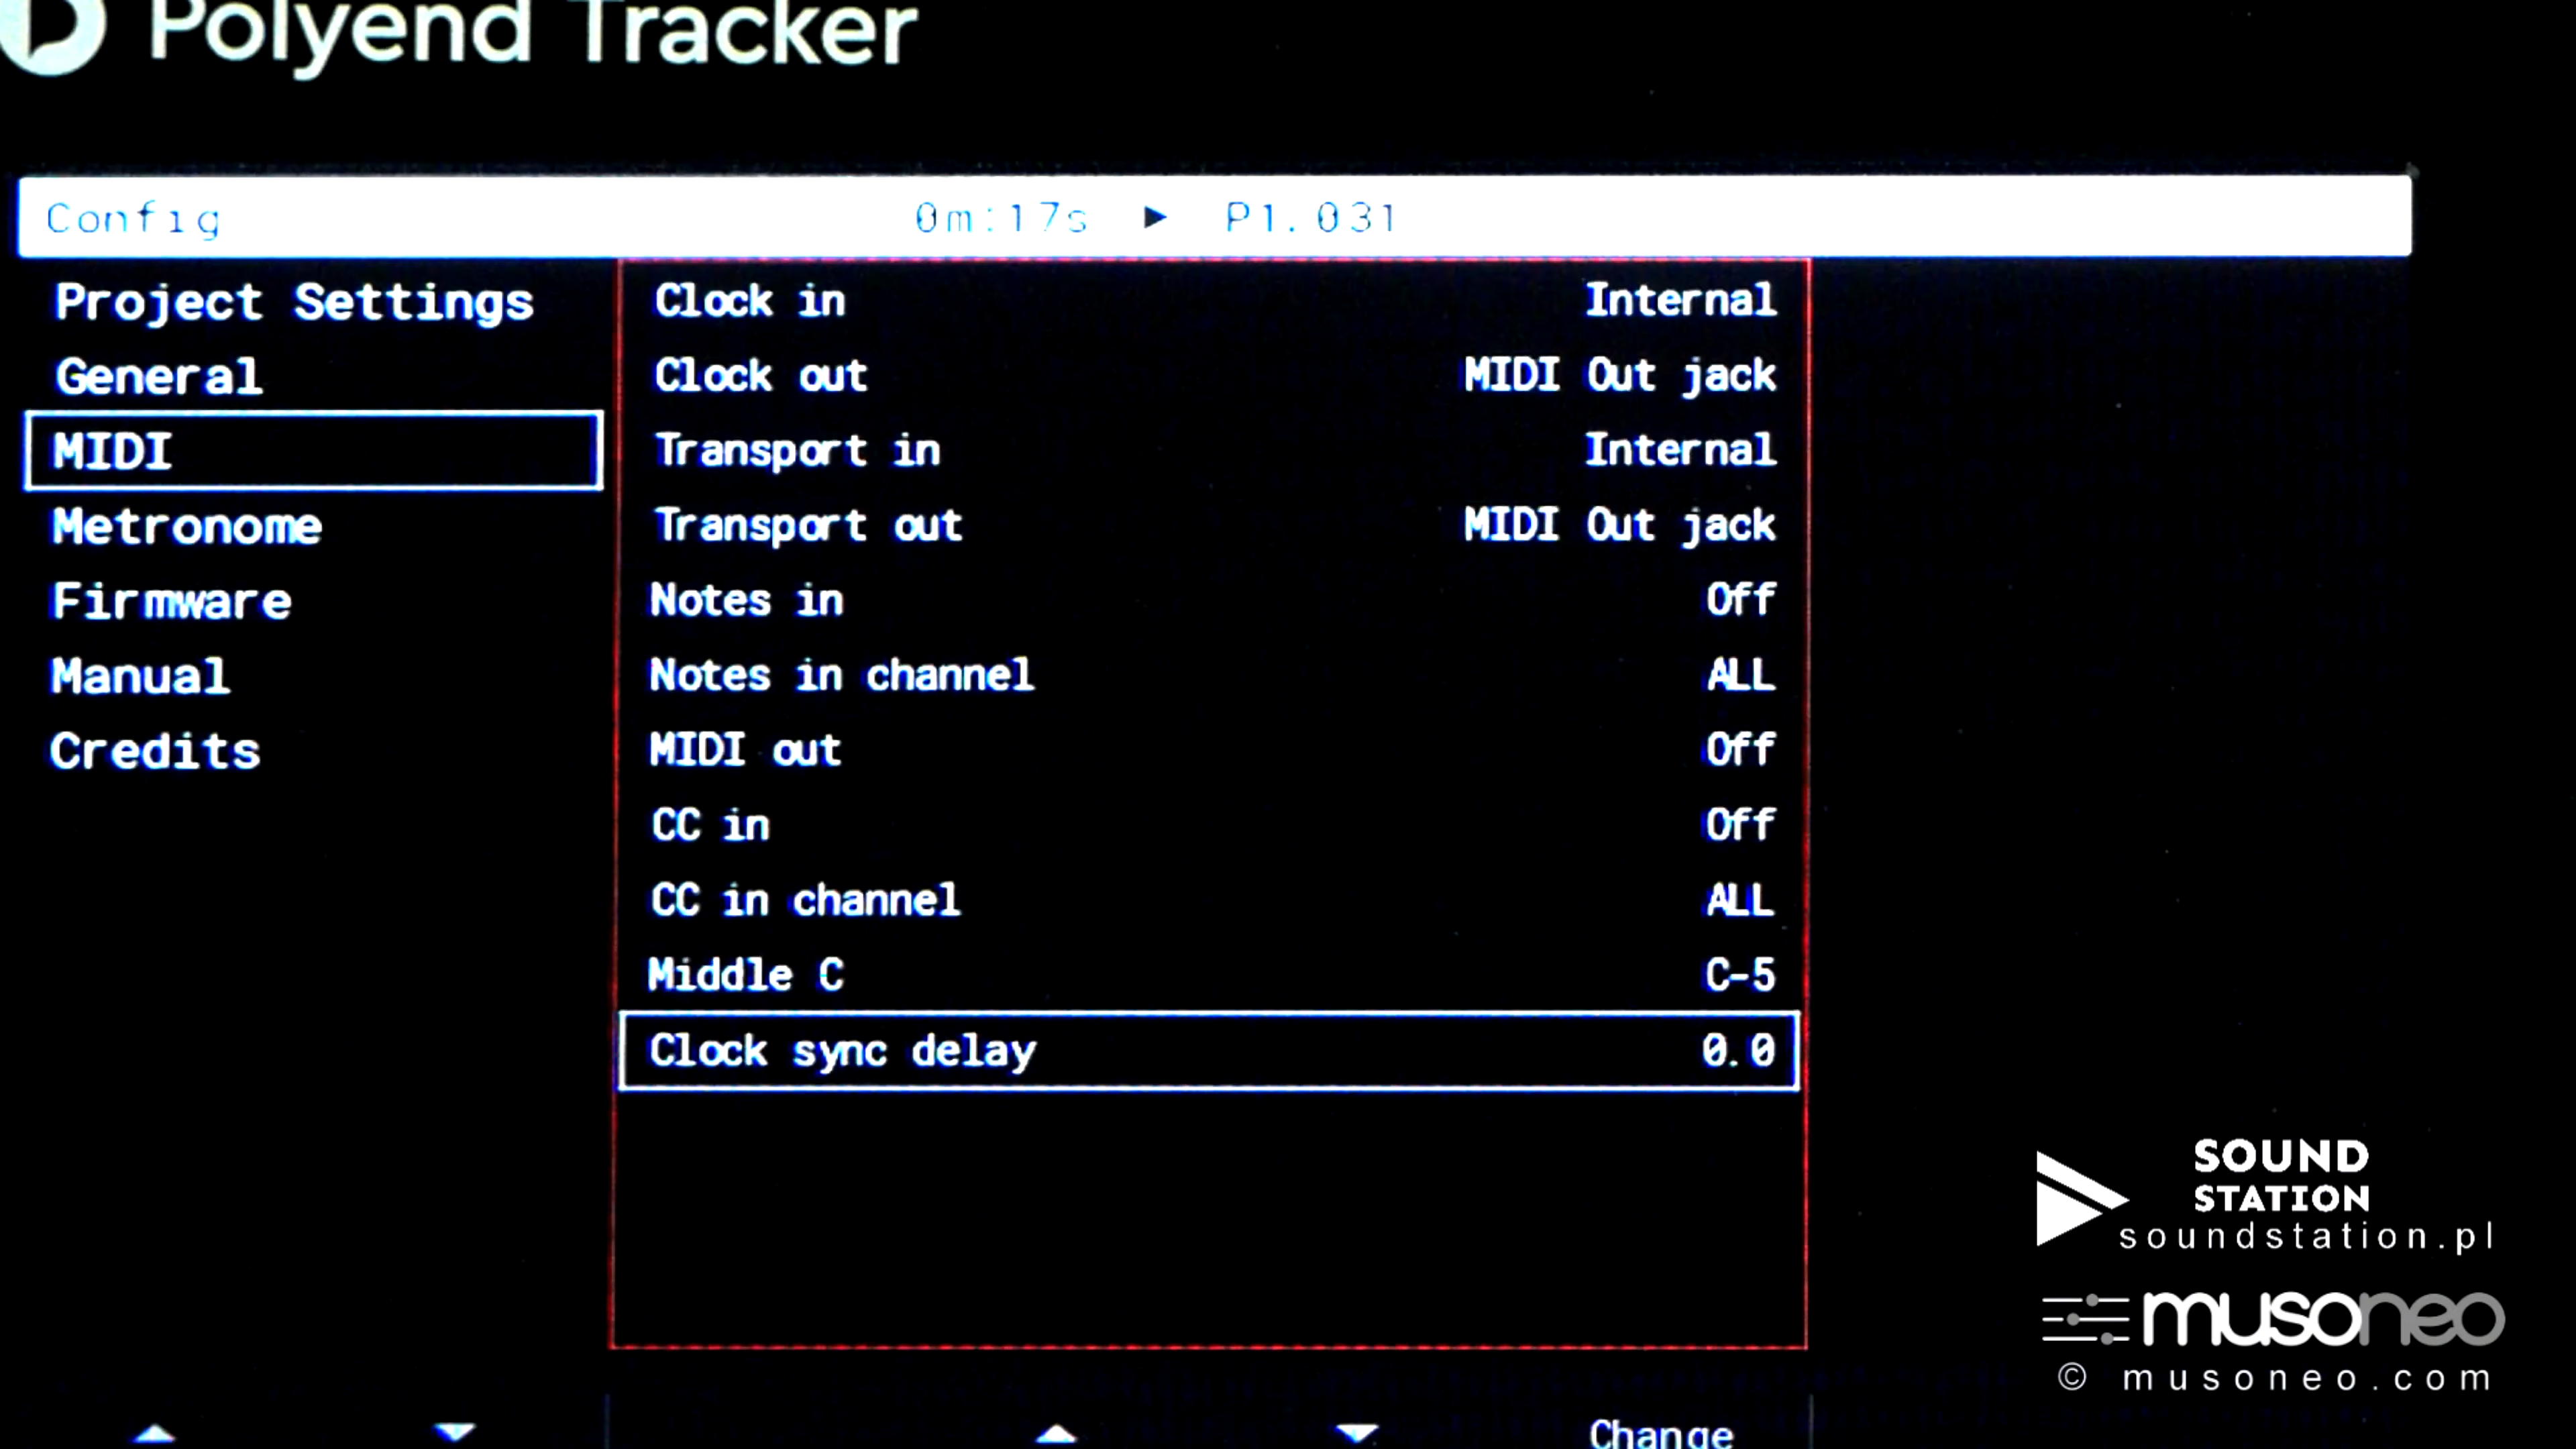 Polyend Tracker
Config 0m:17s ▶ P1.031
Project Settings
General
MIDI
Metronome
Firmware
Manual
Credits
Clock in Internal
Clock out MIDI Out jack
Transport in Internal
Transport out MIDI Out jack
Notes in Off
Notes in channel ALL
MIDI out Off
CC in Off
CC in channel ALL
Middle C C-5
Clock sync delay 0.0
Change
SOUND
STATION
soundstation.pl
musoneo
© musoneo.com